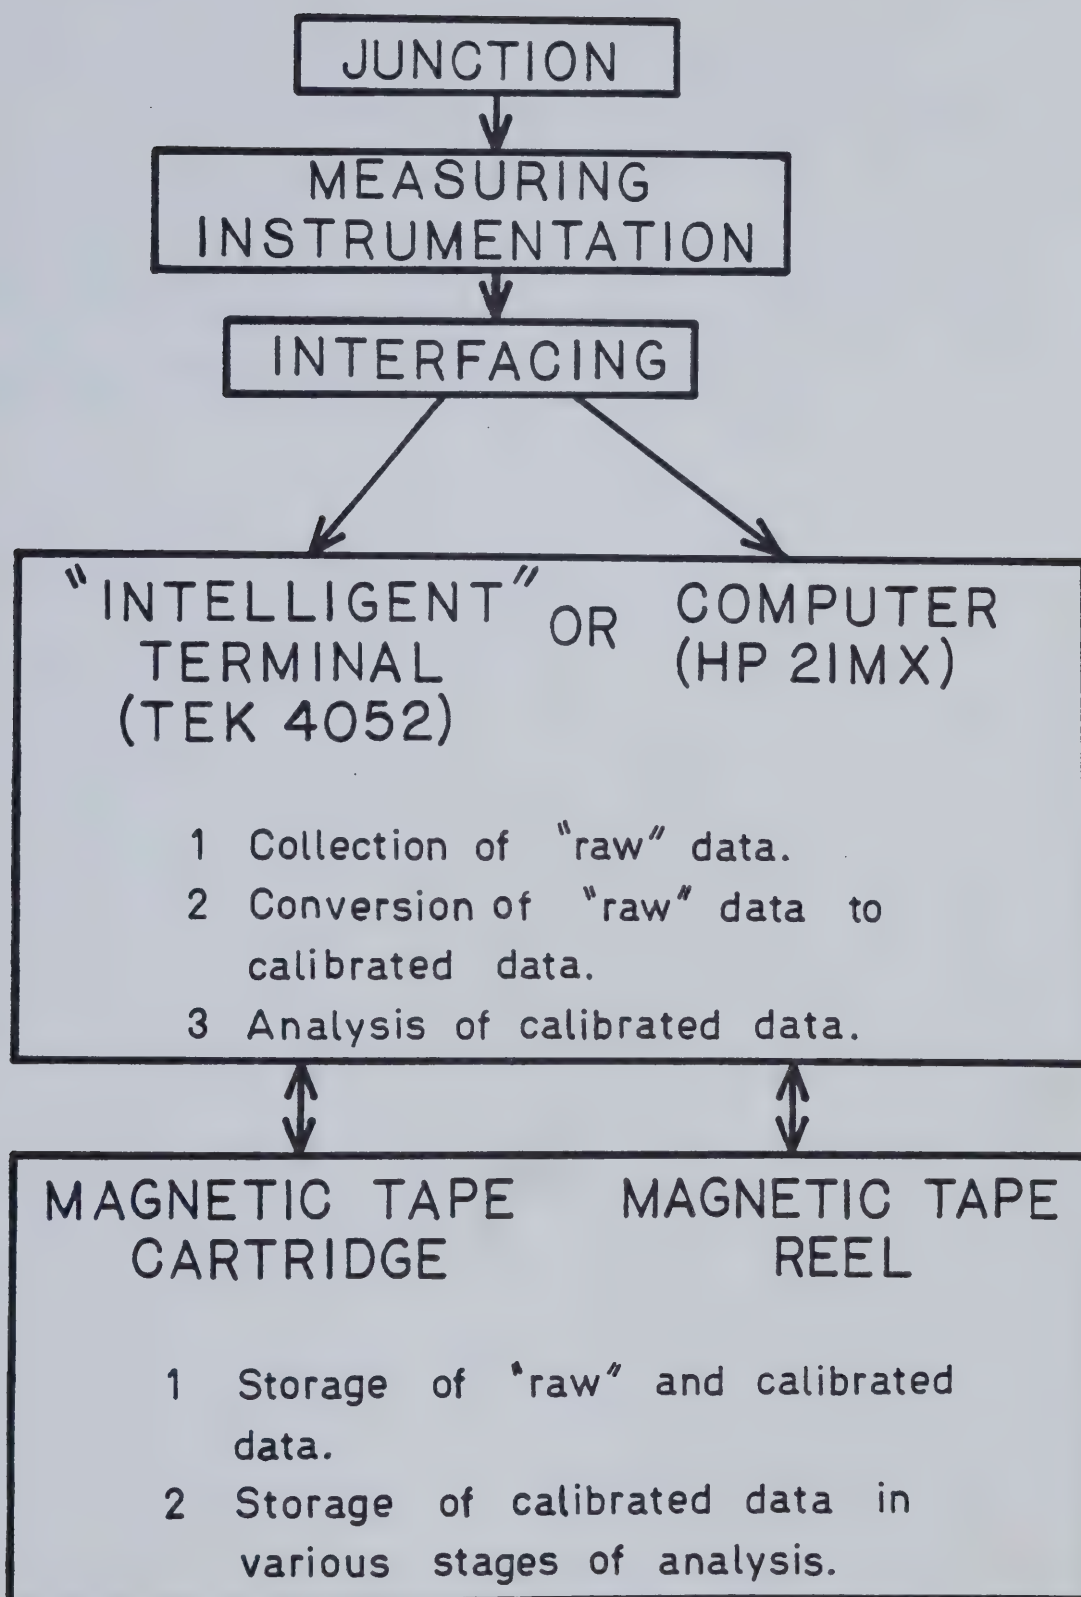 JUNCTION
MEASURING
INSTRUMENTATION
INTERFACING
"INTELLIGENT"
TERMINAL
(TEK 4052)
OR
COMPUTER
(HP 21MX)
1 Collection of "raw" data.
2 Conversion of "raw" data to
calibrated data.
3 Analysis of calibrated data.
MAGNETIC TAPE
CARTRIDGE
MAGNETIC TAPE
REEL
1 Storage of "raw" and calibrated
data.
2 Storage of calibrated data in
various stages of analysis.